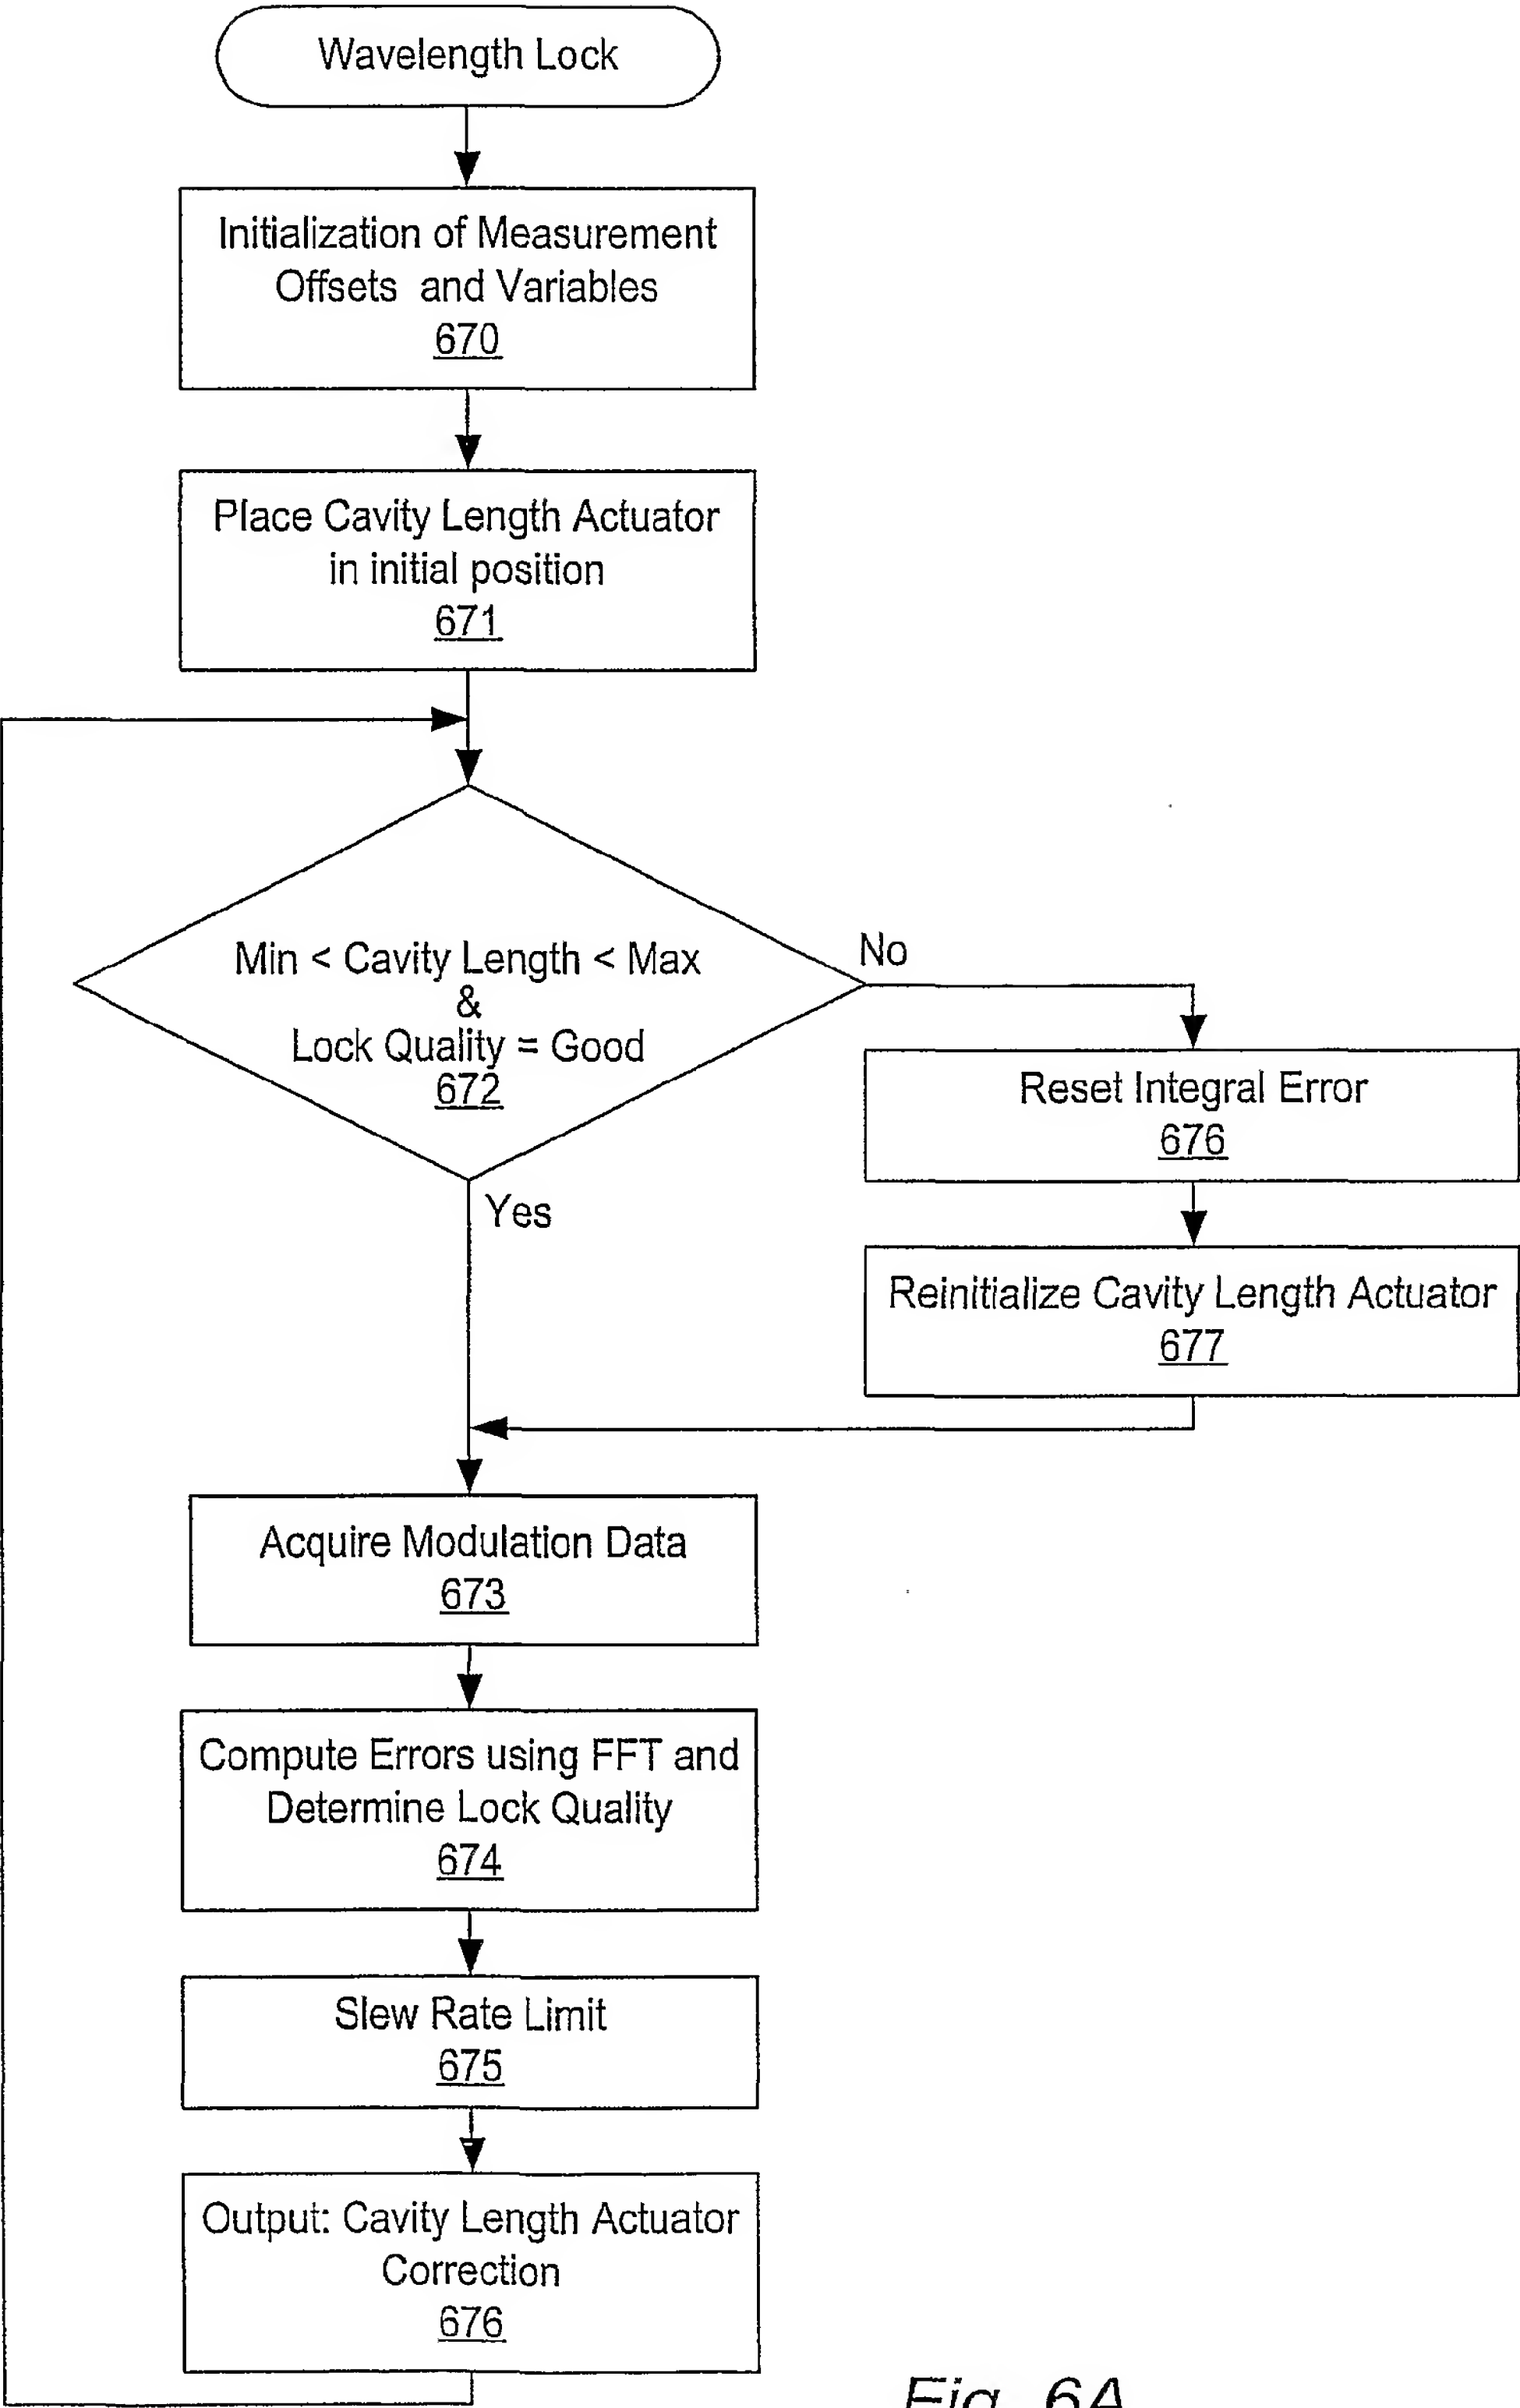 Wavelength Lock
Initialization of Measurement
Offsets and Variables
670
Place Cavity Length Actuator
in initial position
671
Min < Cavity Length < Max
&
Lock Quality = Good
672
No
Reset Integral Error
676
Yes
Reinitialize Cavity Length Actuator
677
Acquire Modulation Data
673
Compute Errors using FFT and
Determine Lock Quality
674
Slew Rate Limit
675
Output: Cavity Length Actuator
Correction
676
Fig. 6A